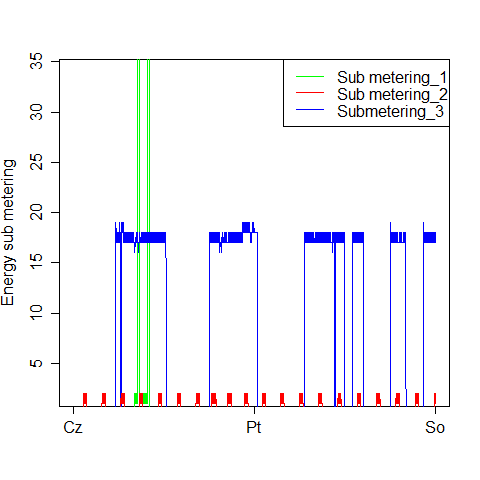 Sub metering_1
Sub metering_2
Submetering_3
Energy sub metering
35
30
25
20
15
10
5
Cz
Pt
So